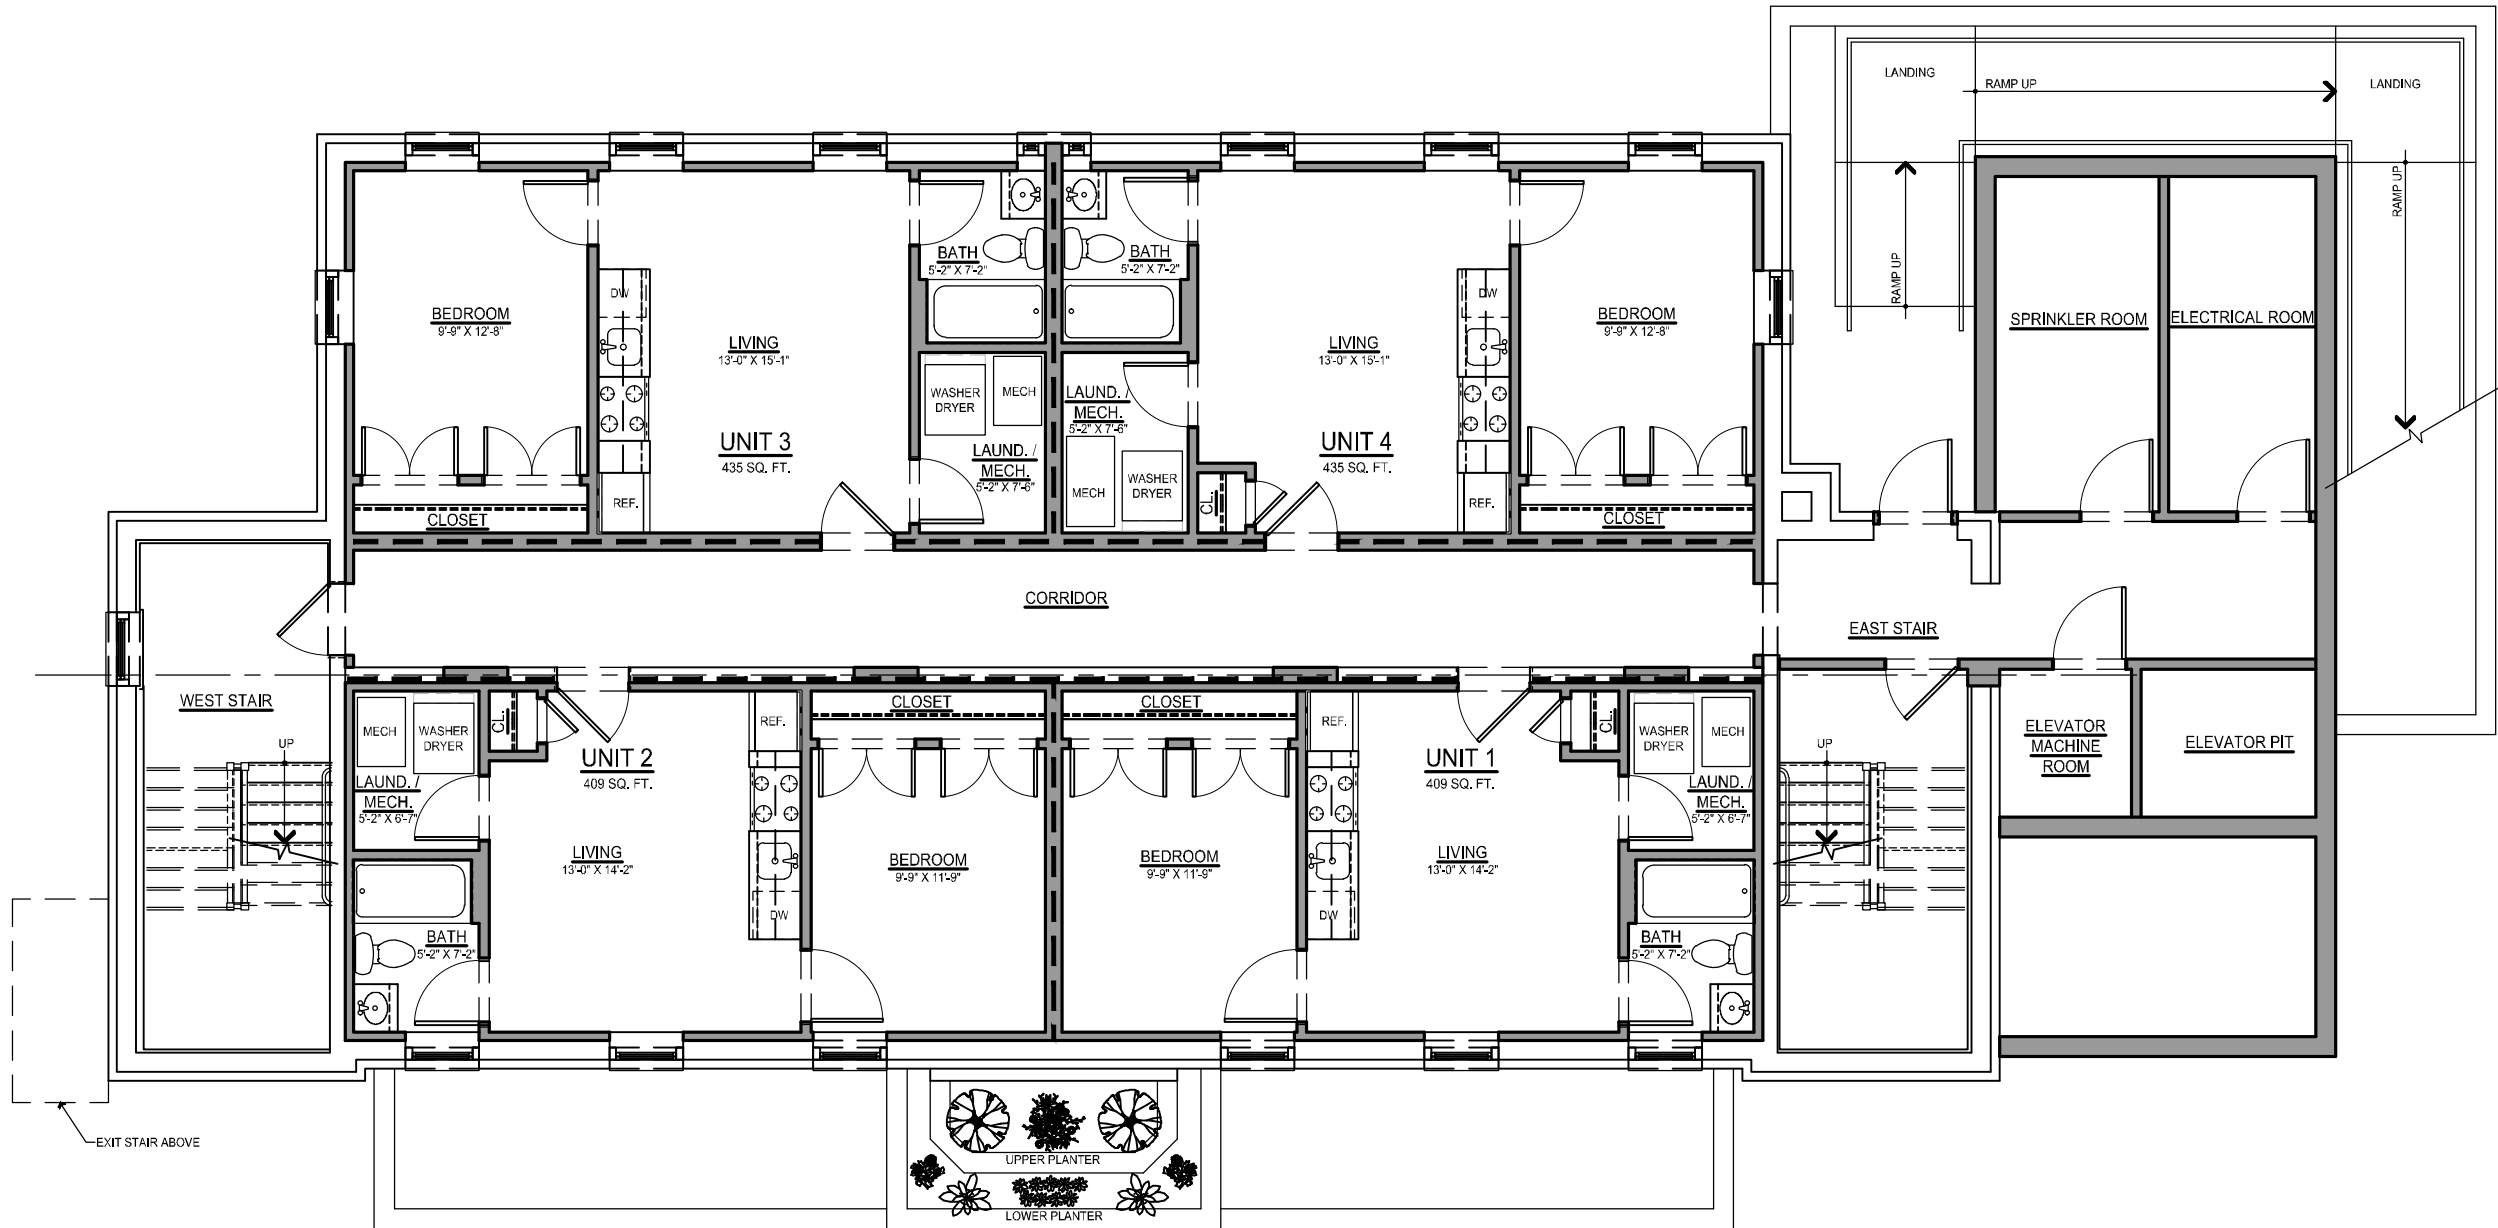 LANDING
RAMP UP
LANDING
RAMP UP
RAMP UP
BATH
5'-2" X 7'-2"
BATH
5'-2" X 7'-2"
DW
DW
BEDROOM
9'-9" X 12'-8"
BEDROOM
9'-9" X 12'-8"
SPRINKLER ROOM
ELECTRICAL ROOM
LIVING
13'-0" X 15'-1"
LIVING
13'-0" X 15'-1"
WASHER
DRYER
MECH
LAUND. /
MECH.
5'-2" X 7'-6"
UNIT 3
435 SQ. FT.
LAUND. /
MECH.
5'-2" X 7'-6"
UNIT 4
435 SQ. FT.
MECH
WASHER
DRYER
CL.
REF.
REF.
CLOSET
CLOSET
CORRIDOR
EAST STAIR
WEST STAIR
UP
MECH
WASHER
DRYER
CL.
LAUND. /
MECH.
5'-2" X 6'-7"
UNIT 2
409 SQ. FT.
REF.
CLOSET
CLOSET
REF.
UNIT 1
409 SQ. FT.
CL.
WASHER
DRYER
MECH
LAUND. /
MECH.
5'-2" X 6'-7"
UP
ELEVATOR
MACHINE
ROOM
ELEVATOR PIT
LIVING
13'-0" X 14'-2"
BEDROOM
9'-9" X 11'-9"
BEDROOM
9'-9" X 11'-9"
LIVING
13'-0" X 14'-2"
DW
DW
BATH
5'-2" X 7'-2"
BATH
5'-2" X 7'-2"
EXIT STAIR ABOVE
UPPER PLANTER
LOWER PLANTER